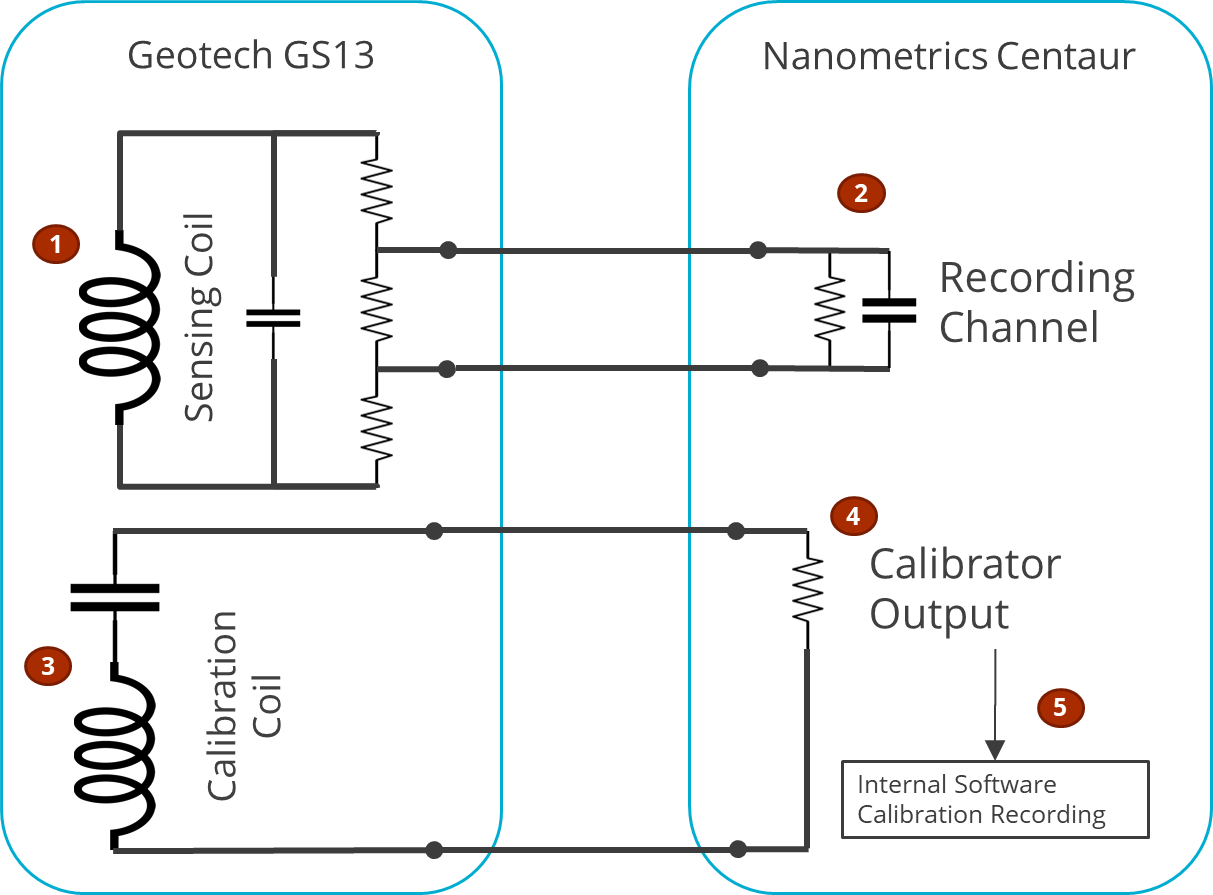 Geotech GS13
Nanometrics Centaur
1
Sensing Coil
2
Recording
Channel
3
Calibration
Coil
4
Calibrator
Output
5
Internal Software
Calibration Recording